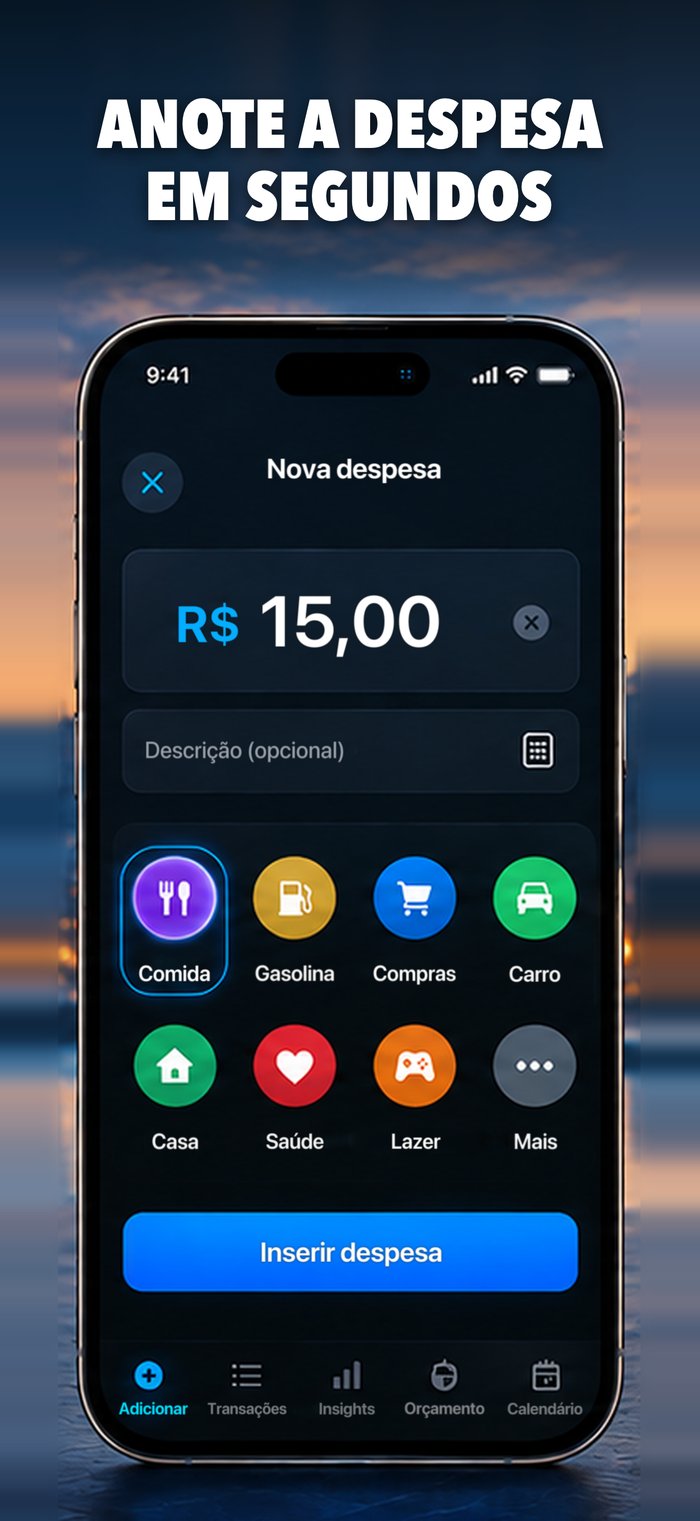 ANOTE A DESPESA
EM SEGUNDOS
9:41
Nova despesa
R$ 15,00
Descrição (opcional)
Comida
Gasolina
Compras
Carro
Casa
Saúde
Lazer
Mais
Inserir despesa
Adicionar
Transações
Insights
Orçamento
Calendário